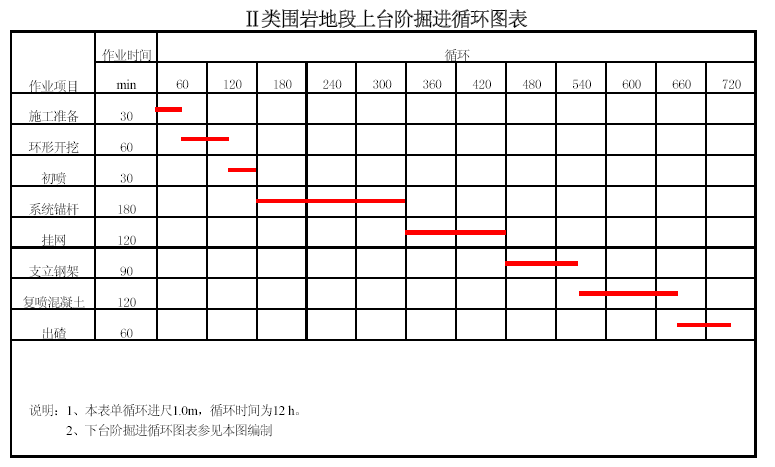 Ⅱ类围岩地段上台阶掘进循环图表
作业时间 循环
作业项目 min 60 120 180 240 300 360 420 480 540 600 660 720
施工准备 30
环形开挖 60
初喷 30
系统锚杆 180
挂网 120
支立钢架 90
复喷混凝土 120
出碴 60
说明：1、本表单循环进尺1.0m，循环时间为12 h。
2、下台阶掘进循环图表参见本图编制